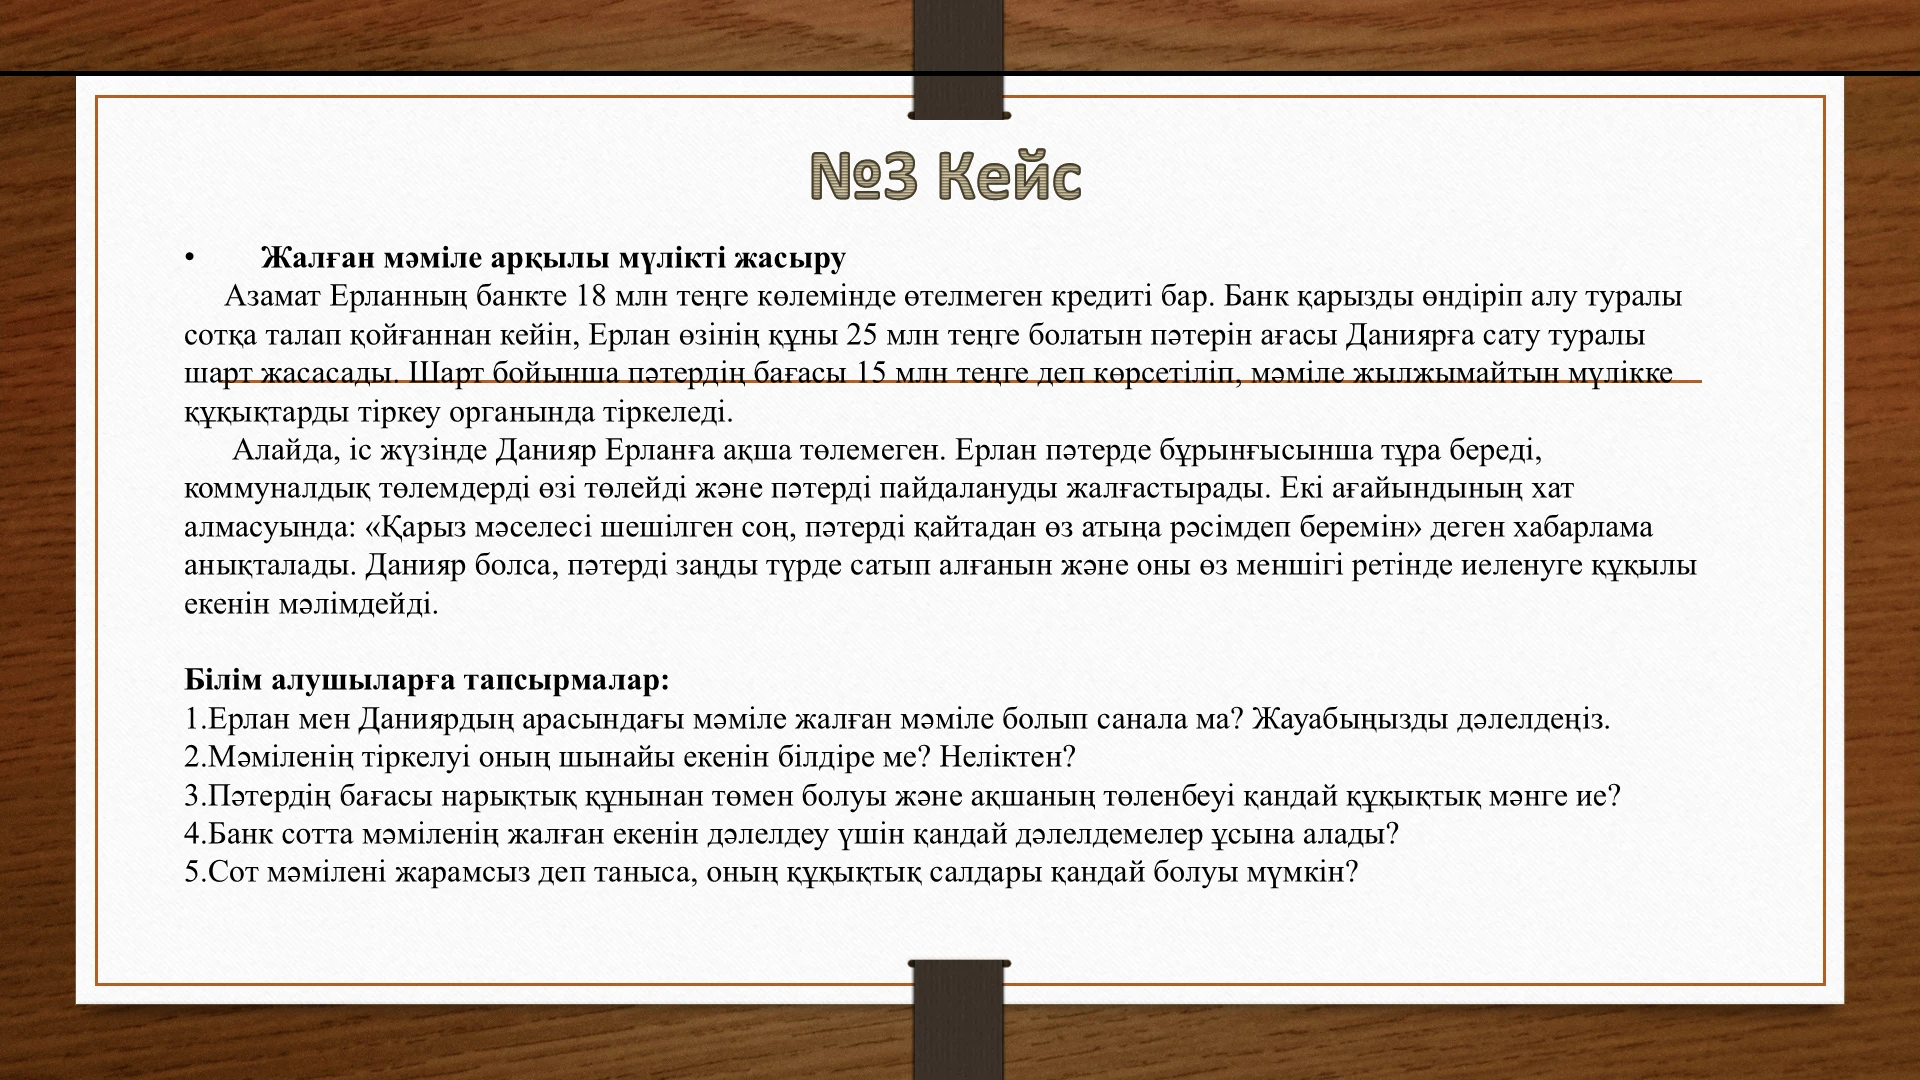 №3 Кейс
• Жалған мәміле арқылы мүлікті жасыру
Азамат Ерланның банкте 18 млн теңге көлемінде өтелмеген кредиті бар. Банк қарызды өндіріп алу туралы
сотқа талап қойғаннан кейін, Ерлан өзінің құны 25 млн теңге болатын пәтерін ағасы Даниярға сату туралы
шарт жасасады. Шарт бойынша пәтердің бағасы 15 млн теңге деп көрсетіліп, мәміле жылжымайтын мүлікке
құқықтарды тіркеу органында тіркеледі.
Алайда, іс жүзінде Данияр Ерланға ақша төлемеген. Ерлан пәтерде бұрынғысынша тұра береді,
коммуналдық төлемдерді өзі төлейді және пәтерді пайдалануды жалғастырады. Екі ағайындының хат
алмасуында: «Қарыз мәселесі шешілген соң, пәтерді қайтадан өз атыңа рәсімдеп беремін» деген хабарлама
анықталады. Данияр болса, пәтерді заңды түрде сатып алғанын және оны өз меншігі ретінде иеленуге құқылы
екенін мәлімдейді.
Білім алушыларға тапсырмалар:
1.Ерлан мен Даниярдың арасындағы мәміле жалған мәміле болып санала ма? Жауабыңызды дәлелдеңіз.
2.Мәміленің тіркелуі оның шынайы екенін білдіре ме? Неліктен?
3.Пәтердің бағасы нарықтық құнынан төмен болуы және ақшаның төленбеуі қандай құқықтық мәнге ие?
4.Банк сотта мәміленің жалған екенін дәлелдеу үшін қандай дәлелдемелер ұсына алады?
5.Сот мәмілені жарамсыз деп таныса, оның құқықтық салдары қандай болуы мүмкін?